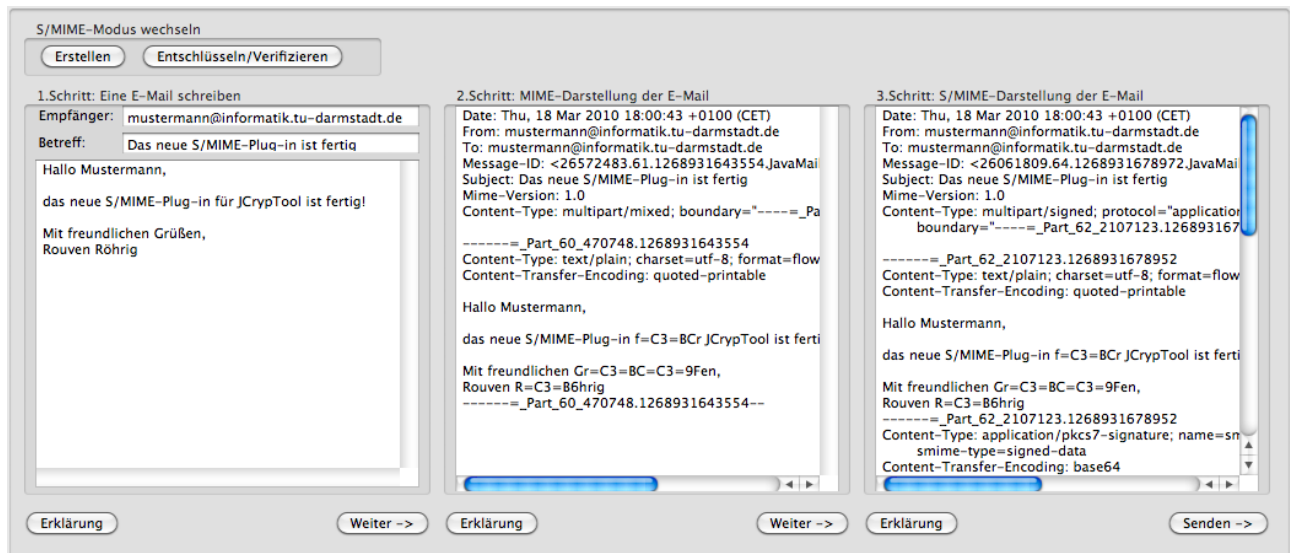 S/MIME-Modus wechseln
Erstellen
Entschlüsseln/Verifizieren
1.Schritt: Eine E-Mail schreiben
Empfänger: mustermann@informatik.tu-darmstadt.de
Betreff: Das neue S/MIME-Plug-in ist fertig
Hallo Mustermann,
das neue S/MIME-Plug-in für JCrypTool ist fertig!
Mit freundlichen Grüßen,
Rouven Röhrig
Erklärung
Weiter ->
2.Schritt: MIME-Darstellung der E-Mail
Date: Thu, 18 Mar 2010 18:00:43 +0100 (CET)
From: mustermann@informatik.tu-darmstadt.de
To: mustermann@informatik.tu-darmstadt.de
Message-ID: <26572483.61.1268931643554.JavaMai
Subject: Das neue S/MIME-Plug-in ist fertig
Mime-Version: 1.0
Content-Type: multipart/mixed; boundary="----=_Pa
------=_Part_60_470748.1268931643554
Content-Type: text/plain; charset=utf-8; format=flow
Content-Transfer-Encoding: quoted-printable
Hallo Mustermann,
das neue S/MIME-Plug-in f=C3=BCr JCrypTool ist ferti
Mit freundlichen Gr=C3=BC=C3=9Fen,
Rouven R=C3=B6hrig
------=_Part_60_470748.1268931643554--
Erklärung
Weiter ->
3.Schritt: S/MIME-Darstellung der E-Mail
Date: Thu, 18 Mar 2010 18:00:43 +0100 (CET)
From: mustermann@informatik.tu-darmstadt.de
To: mustermann@informatik.tu-darmstadt.de
Message-ID: <26061809.64.1268931678972.JavaMai
Subject: Das neue S/MIME-Plug-in ist fertig
Mime-Version: 1.0
Content-Type: multipart/signed; protocol="application
boundary="----=_Part_62_2107123.126893167
------=_Part_62_2107123.1268931678952
Content-Type: text/plain; charset=utf-8; format=flow
Content-Transfer-Encoding: quoted-printable
Hallo Mustermann,
das neue S/MIME-Plug-in f=C3=BCr JCrypTool ist ferti
Mit freundlichen Gr=C3=BC=C3=9Fen,
Rouven R=C3=B6hrig
------=_Part_62_2107123.1268931678952
Content-Type: application/pkcs7-signature; name=sm
smime-type=signed-data
Content-Transfer-Encoding: base64
Erklärung
Senden ->